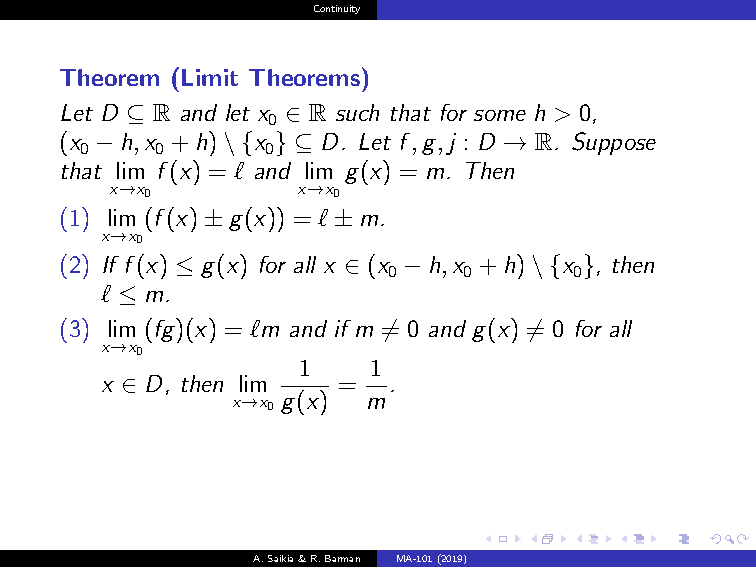 Continuity
Theorem (Limit Theorems)
Let D ⊆ ℝ and let x₀ ∈ ℝ such that for some h > 0,
(x₀ − h, x₀ + h) \ {x₀} ⊆ D. Let f, g, j : D → ℝ. Suppose
that lim_{x→x₀} f(x) = ℓ and lim_{x→x₀} g(x) = m. Then
(1) lim_{x→x₀} (f(x) ± g(x)) = ℓ ± m.
(2) If f(x) ≤ g(x) for all x ∈ (x₀ − h, x₀ + h) \ {x₀}, then
ℓ ≤ m.
(3) lim_{x→x₀} (fg)(x) = ℓm and if m ≠ 0 and g(x) ≠ 0 for all
x ∈ D, then lim_{x→x₀} 1/g(x) = 1/m.
A. Saikia & R. Barman MA-101 (2019)